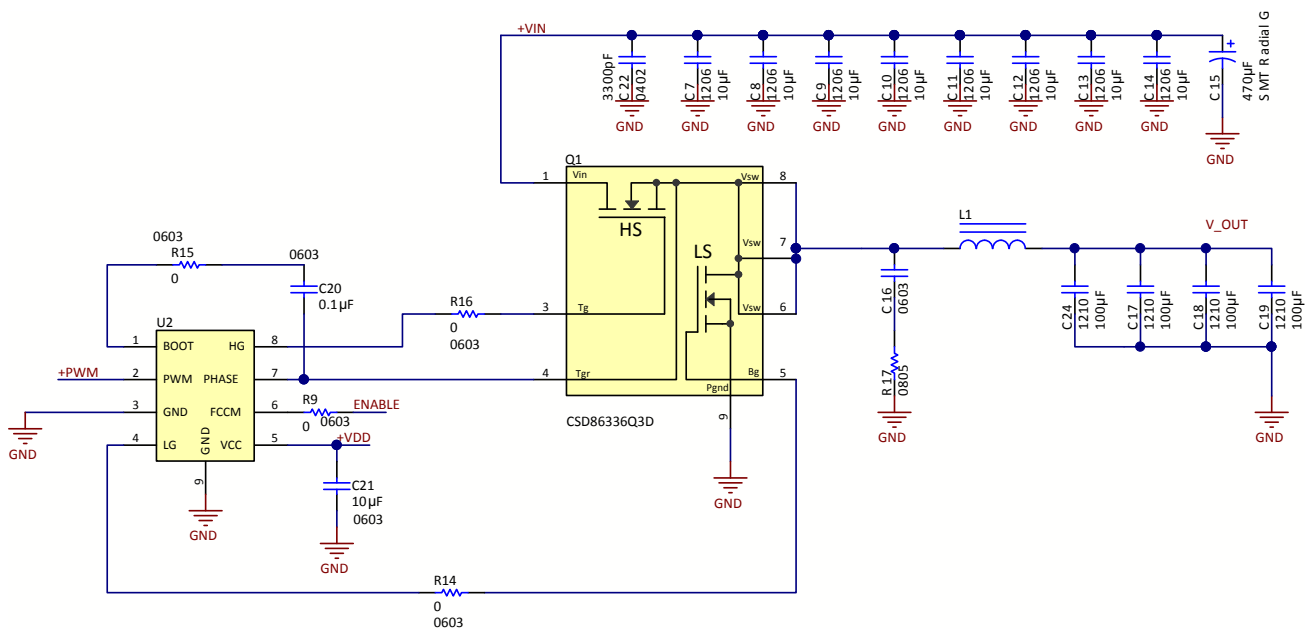 +VIN
3300pF
C22
0402
GND
C7
1206
10µF
GND
C8
1206
10µF
GND
C9
1206
10µF
GND
C10
1206
10µF
GND
C11
1206
10µF
GND
C12
1206
10µF
GND
C13
1206
10µF
GND
C14
1206
10µF
GND
+
C15
470µF
SMT Radial G
GND
Q1
1
Vin
Vsw
8
HS
LS
Vsw
7
Vsw
6
3
Tg
4
Tgr
Bg
5
Pgnd
9
CSD86336Q3D
GND
L1
V_OUT
C16
0603
R17
0805
GND
C24
1210
100µF
C17
1210
100µF
C18
1210
100µF
C19
1210
100µF
GND
0603
R15
0
0603
C20
0.1µF
R16
0
0603
U2
1
BOOT
HG
8
+PWM
2
PWM
PHASE
7
3
GND
FCCM
6
R9
0
0603
ENABLE
GND
4
LG
GND
VCC
5
+VDD
9
GND
C21
10µF
0603
GND
R14
0
0603